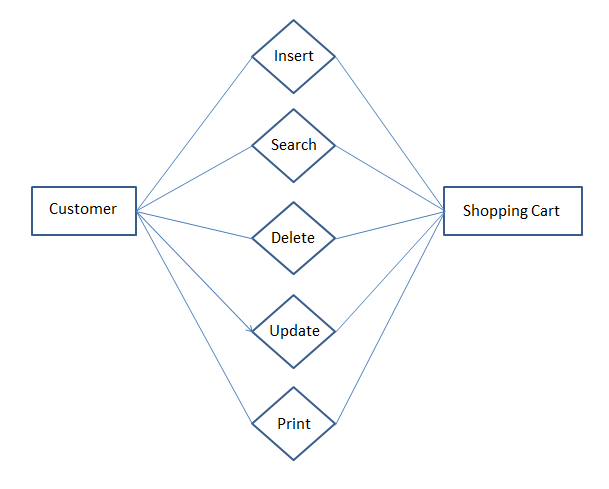 Insert
Search
Customer
Shopping Cart
Delete
Update
Print